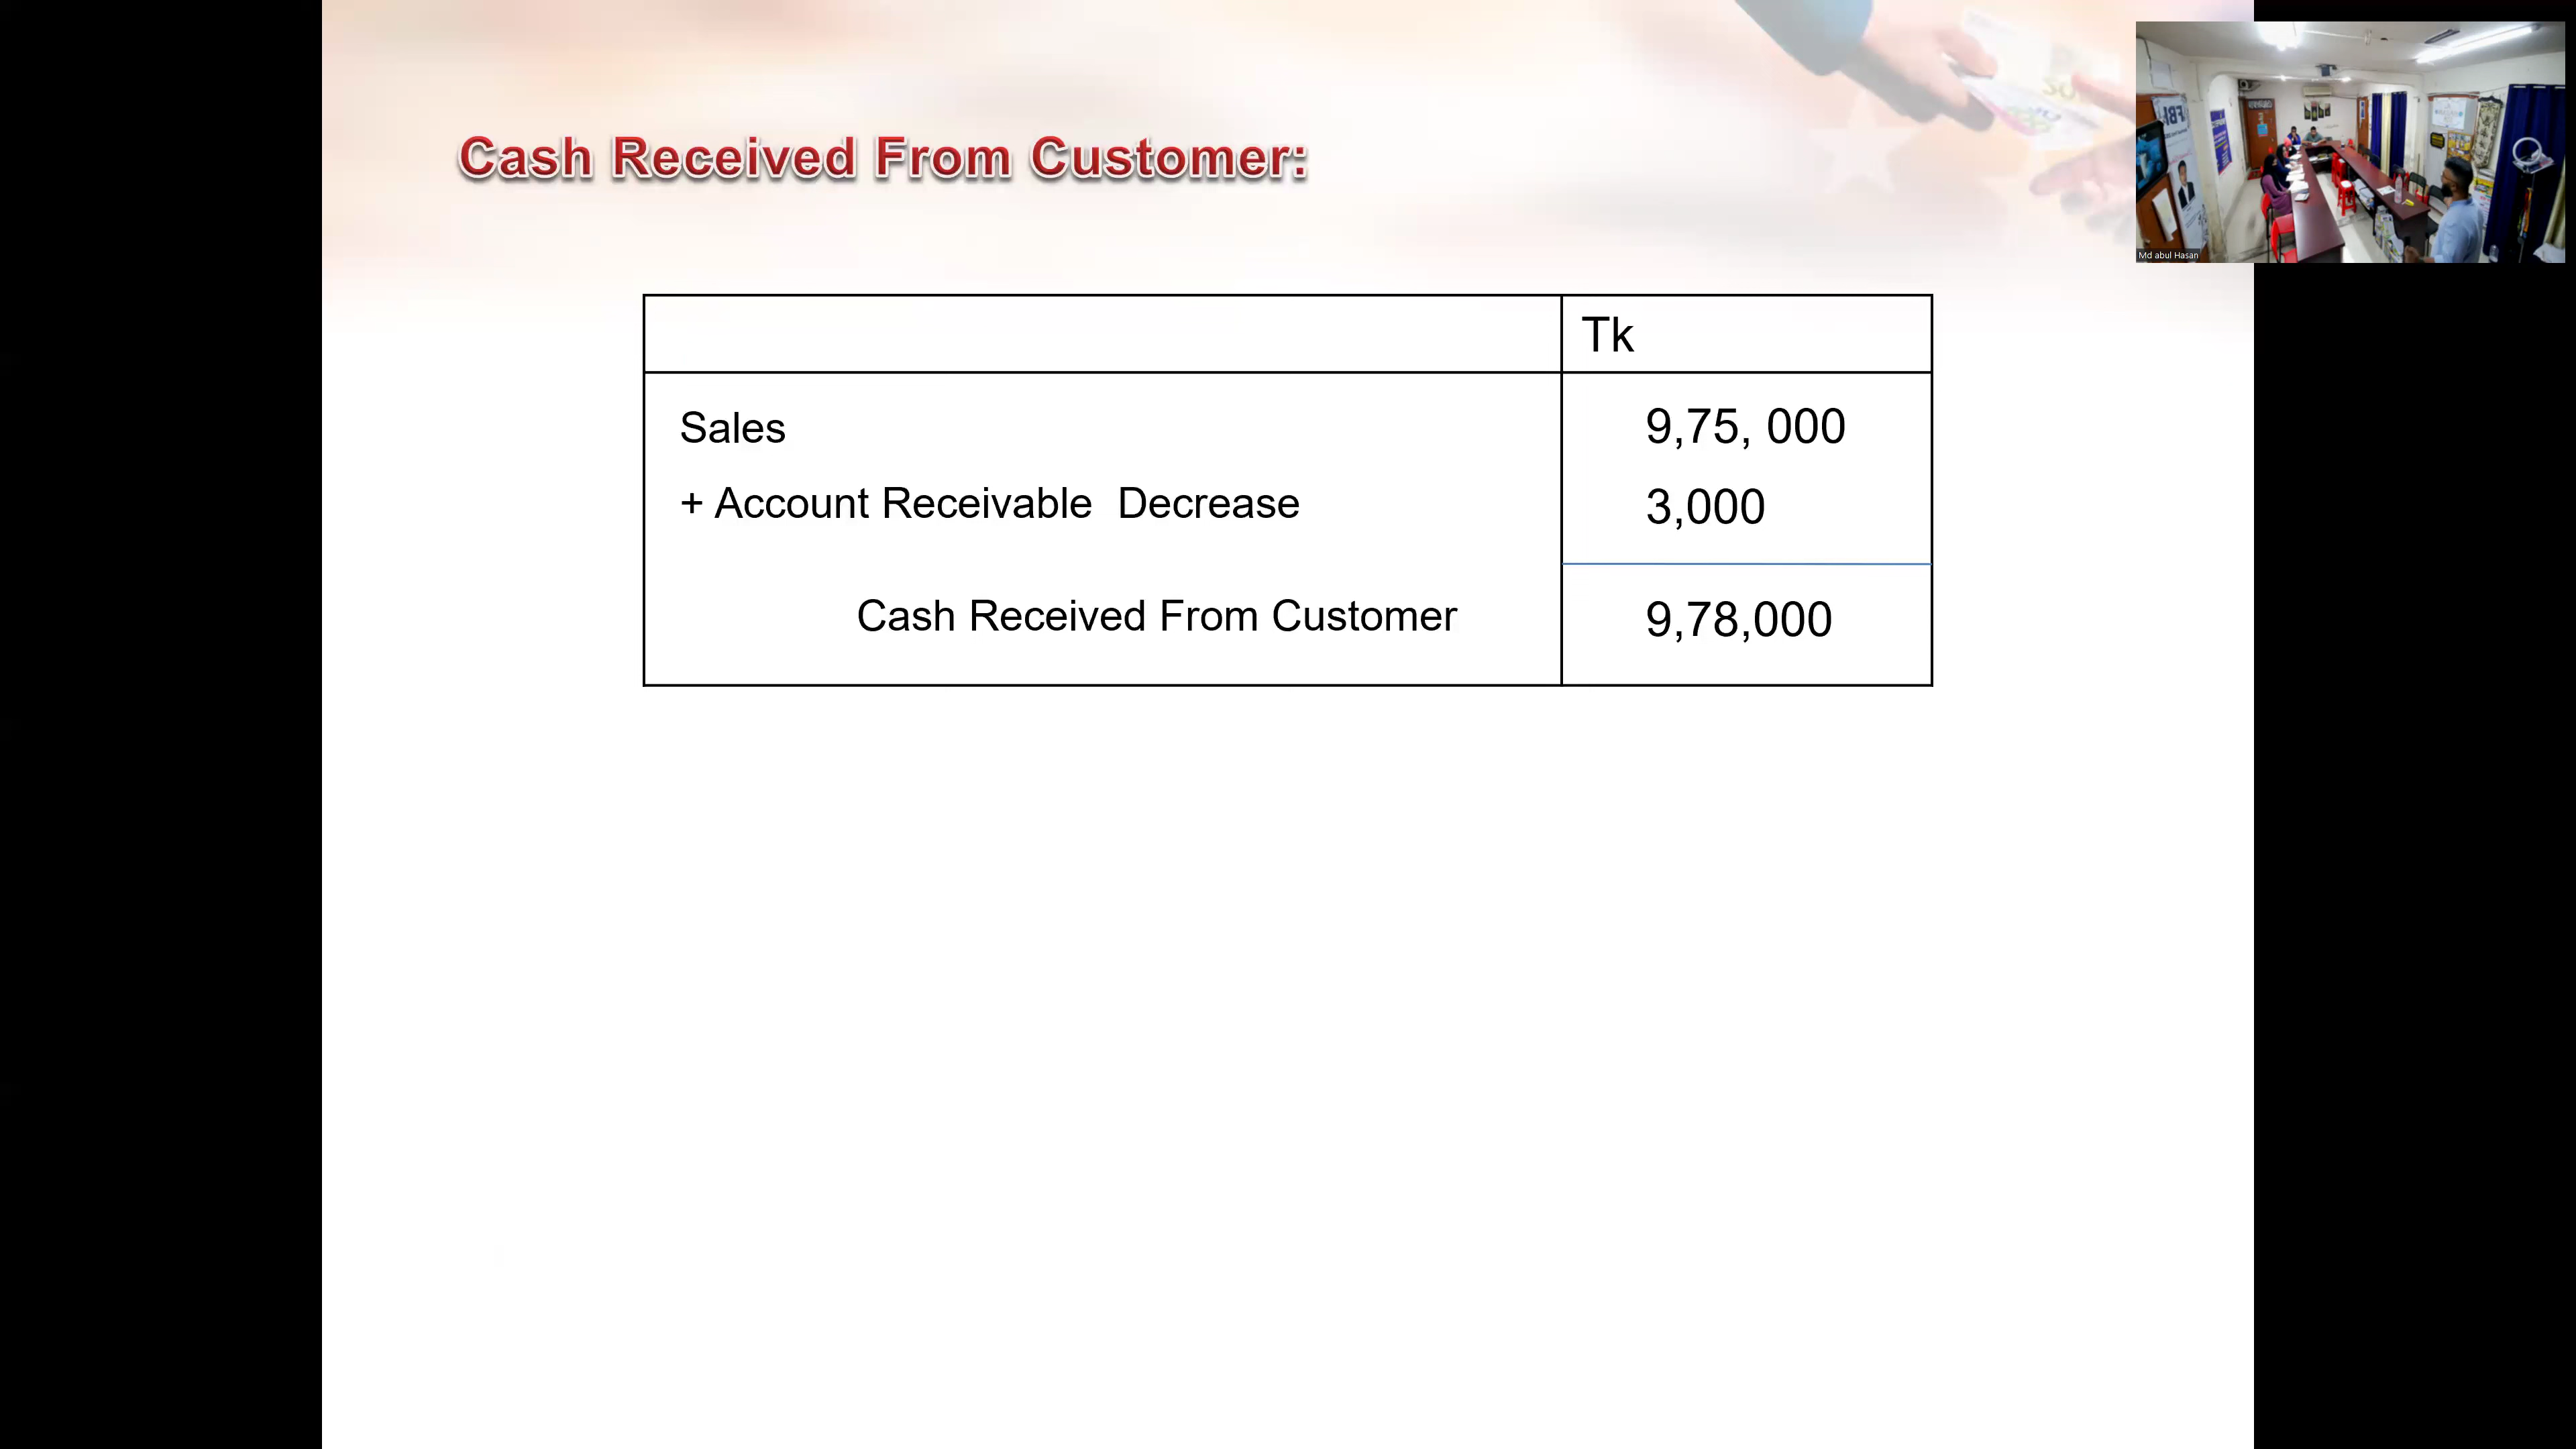 Cash Received From Customer:
Md abul Hasan
Tk
Sales 9,75, 000
+ Account Receivable  Decrease 3,000
Cash Received From Customer 9,78,000